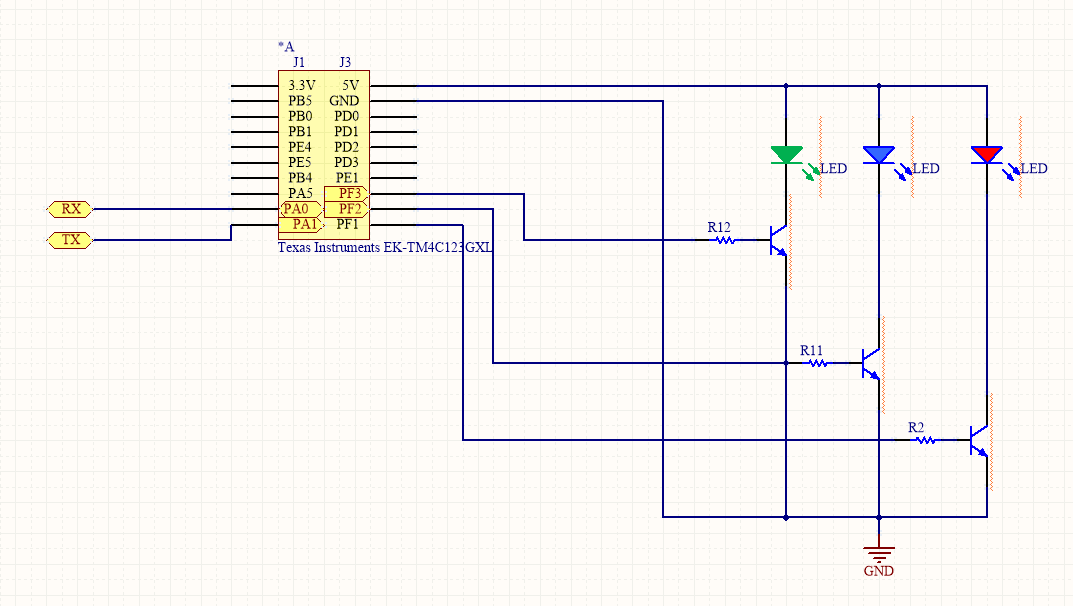 *A
J1 J3
3.3V 5V
PB5 GND
PB0 PD0
PB1 PD1
PE4 PD2
PE5 PD3
PB4 PE1
PA5 PF3
RX PA0 PF2
TX PA1 PF1
Texas Instruments EK-TM4C123GXL
LED LED LED
R12
R11
R2
GND